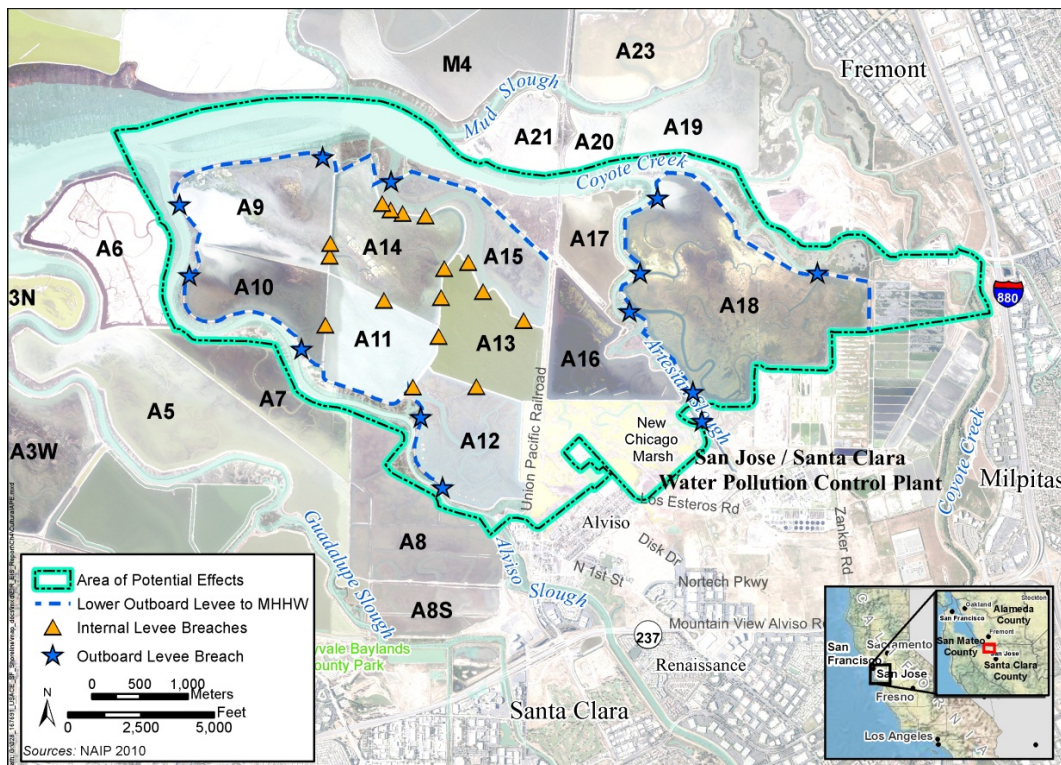 M4
A23
Fremont
Mud Slough
A21
A20
A19
Coyote Creek
A9
A17
A14
A15
A6
3N
A10
A18
880
A11
A13
A16
Artesian Slough
A7
A5
A12
Union Pacific Railroad
New
Chicago
Marsh
San Jose / Santa Clara
Water Pollution Control Plant
A3W
Coyote Creek
Milpitas
Los Esteros Rd
Alviso
Zanker Rd
Disk Dr
A8
Guadalupe Slough
Alviso Slough
N 1st St
Nortech Pkwy
A8S
Mountain View Alviso Rd
237
yvale Baylands
County Park
Renaissance
Santa Clara
Area of Potential Effects
Lower Outboard Levee to MHHW
Internal Levee Breaches
Outboard Levee Breach
N
0 500 1,000
Meters
Feet
0 2,500 5,000
Sources: NAIP 2010
Stockton
Oakland
Alameda
County
San Francisco
Fremont
San Mateo
County
San Jose
Santa Clara
County
Sacramento
San
Francisco
San Jose
Fresno
Los Angeles